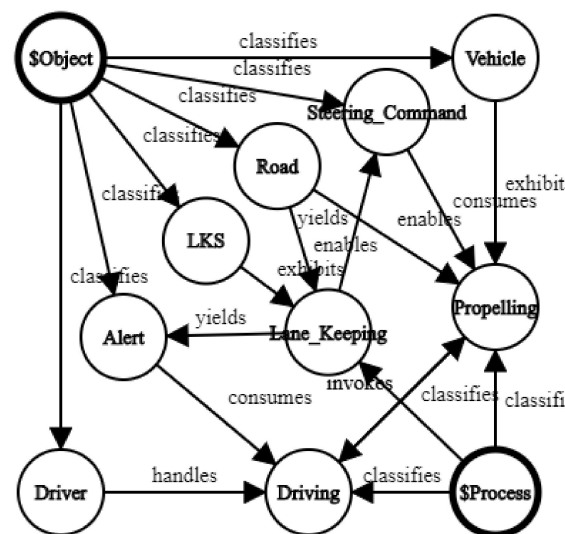 classifies
$Object
Vehicle
classifies
classifies
Steering_Command
classifies
Road
exhibit
consumes
classifi
yields
enables
LKS
enables
exhibits
classifies
Propelling
yields
Alert
Lane_Keeping
invokes
consumes
classifies
classifi
handles
classifies
Driver
Driving
$Process